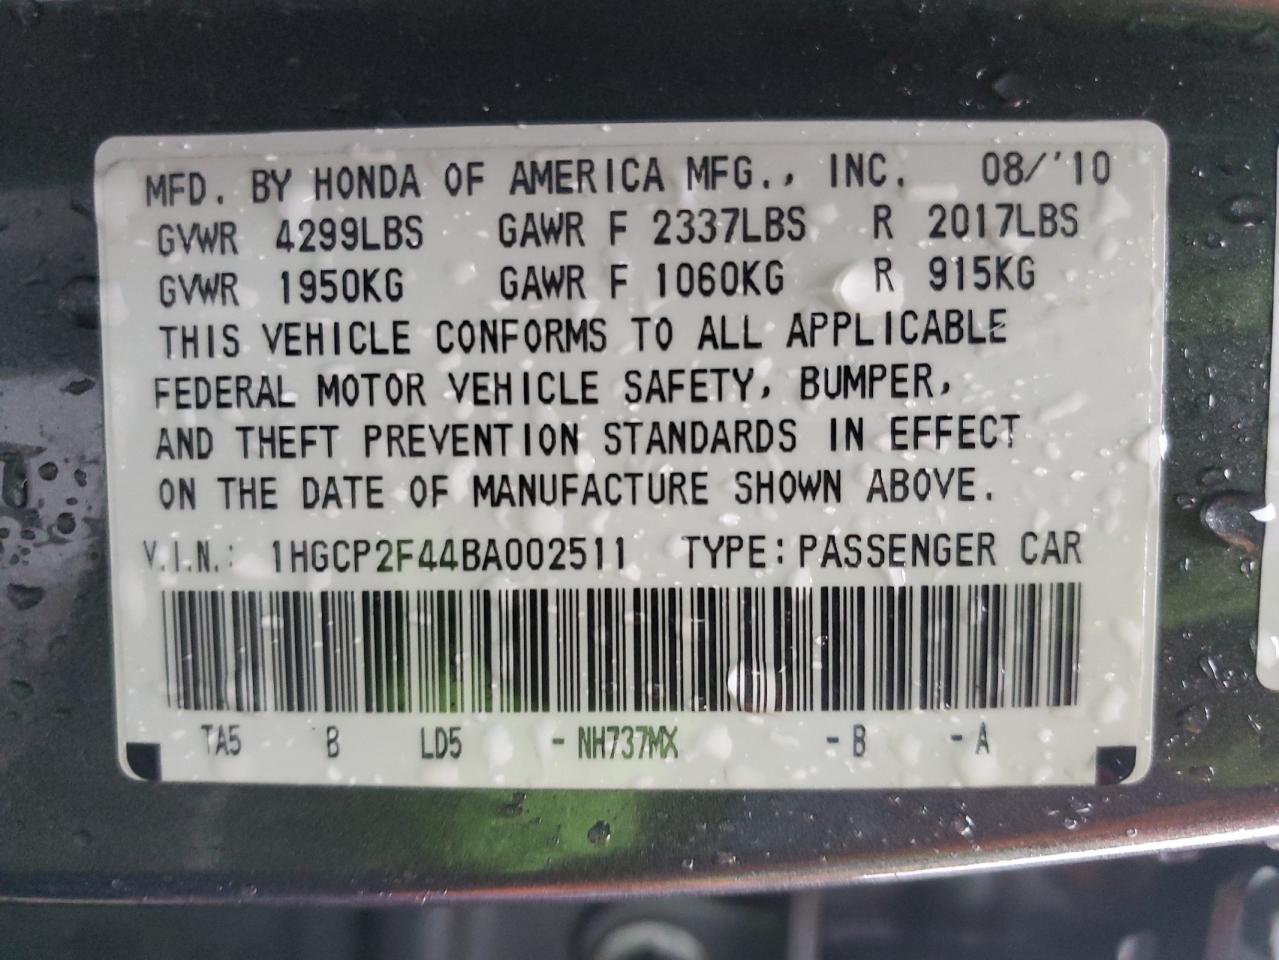 MFD. BY HONDA OF AMERICA MFG., INC. 08/'10
GVWR 4299LBS GAWR F 2337LBS R 2017LBS
GVWR 1950KG GAWR F 1060KG R 915KG
THIS VEHICLE CONFORMS TO ALL APPLICABLE
FEDERAL MOTOR VEHICLE SAFETY, BUMPER,
AND THEFT PREVENTION STANDARDS IN EFFECT
ON THE DATE OF MANUFACTURE SHOWN ABOVE.
V.I.N.: 1HGCP2F44BA002511 TYPE: PASSENGER CAR
TA5 B LD5 - NH737MX - B - A